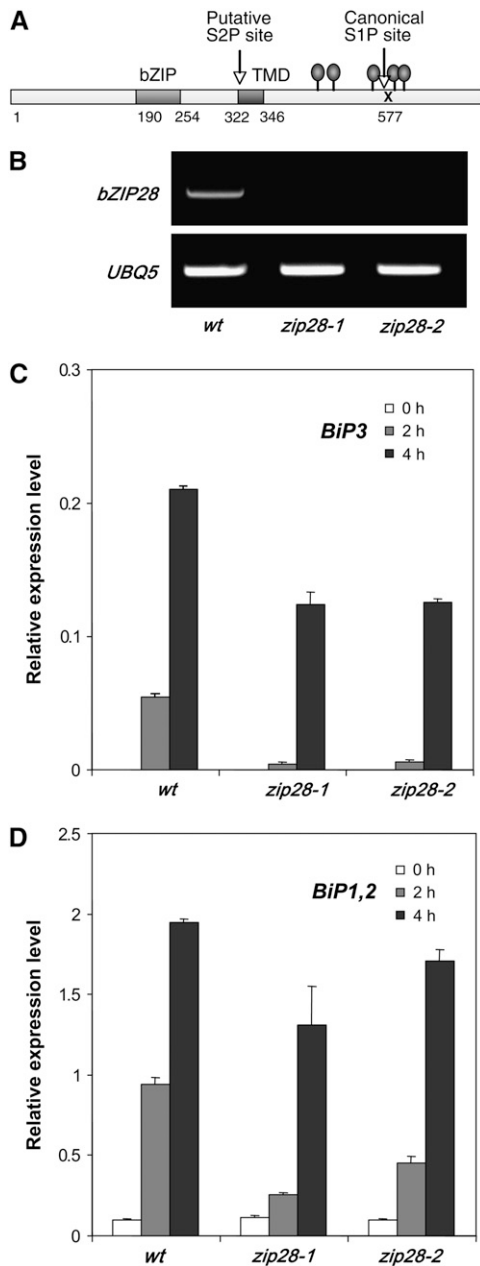 A
Putative
S2P site
Canonical
S1P site
bZIP
TMD
X
1
190
254
322
346
577
B
bZIP28
UBQ5
wt
zip28-1
zip28-2
C
0.3
BiP3
0 h
2 h
4 h
0.2
Relative expression level
0.1
0
wt
zip28-1
zip28-2
D
2.5
BiP1,2
0 h
2 h
4 h
2
1.5
Relative expression level
1
0.5
0
wt
zip28-1
zip28-2